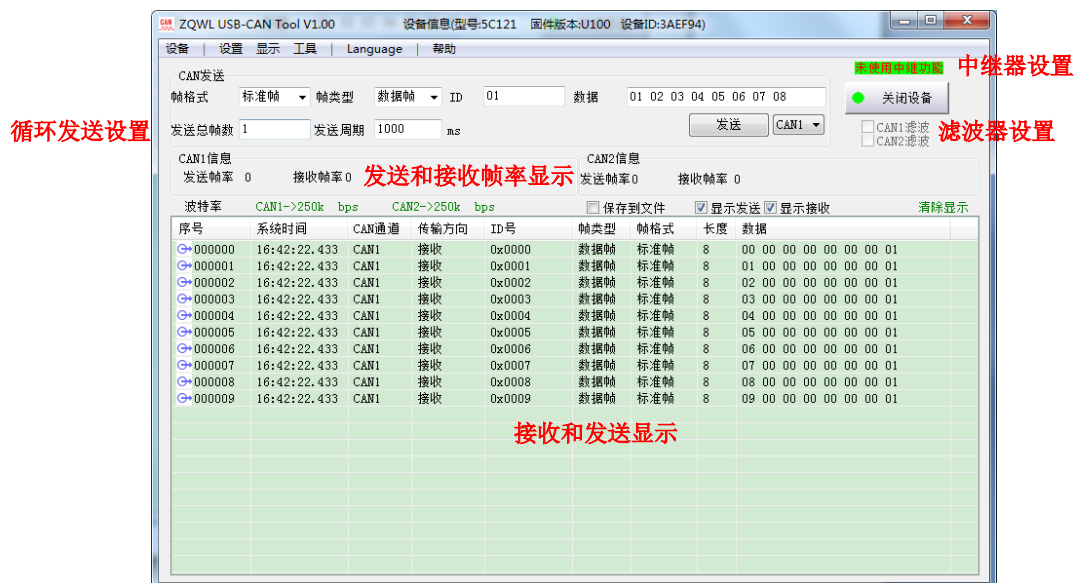 ZQWL USB-CAN Tool V1.00 设备信息(型号:5C121 固件版本:U100 设备ID:3AEF94)
设备 | 设置 显示 工具 | Language | 帮助
未使用中继功能 中继器设置
CAN发送
帧格式 标准帧 帧类型 数据帧 ID 01 数据 01 02 03 04 05 06 07 08 关闭设备
循环发送设置 发送总帧数 1 发送周期 1000 ms 发送 CAN1 CAN1滤波 滤波器设置
CAN2滤波
CAN1信息 CAN2信息
发送帧率 0 接收帧率0 发送和接收帧率显示 发送帧率0 接收帧率 0
波特率 CAN1->250k bps CAN2->250k bps 保存到文件 显示发送 显示接收 清除显示
序号 系统时间 CAN通道 传输方向 ID号 帧类型 帧格式 长度 数据
000000 16:42:22.433 CAN1 接收 0x0000 数据帧 标准帧 8 00 00 00 00 00 00 00 01
000001 16:42:22.433 CAN1 接收 0x0001 数据帧 标准帧 8 01 00 00 00 00 00 00 01
000002 16:42:22.433 CAN1 接收 0x0002 数据帧 标准帧 8 02 00 00 00 00 00 00 01
000003 16:42:22.433 CAN1 接收 0x0003 数据帧 标准帧 8 03 00 00 00 00 00 00 01
000004 16:42:22.433 CAN1 接收 0x0004 数据帧 标准帧 8 04 00 00 00 00 00 00 01
000005 16:42:22.433 CAN1 接收 0x0005 数据帧 标准帧 8 05 00 00 00 00 00 00 01
000006 16:42:22.433 CAN1 接收 0x0006 数据帧 标准帧 8 06 00 00 00 00 00 00 01
000007 16:42:22.433 CAN1 接收 0x0007 数据帧 标准帧 8 07 00 00 00 00 00 00 01
000008 16:42:22.433 CAN1 接收 0x0008 数据帧 标准帧 8 08 00 00 00 00 00 00 01
000009 16:42:22.433 CAN1 接收 0x0009 数据帧 标准帧 8 09 00 00 00 00 00 00 01
接收和发送显示